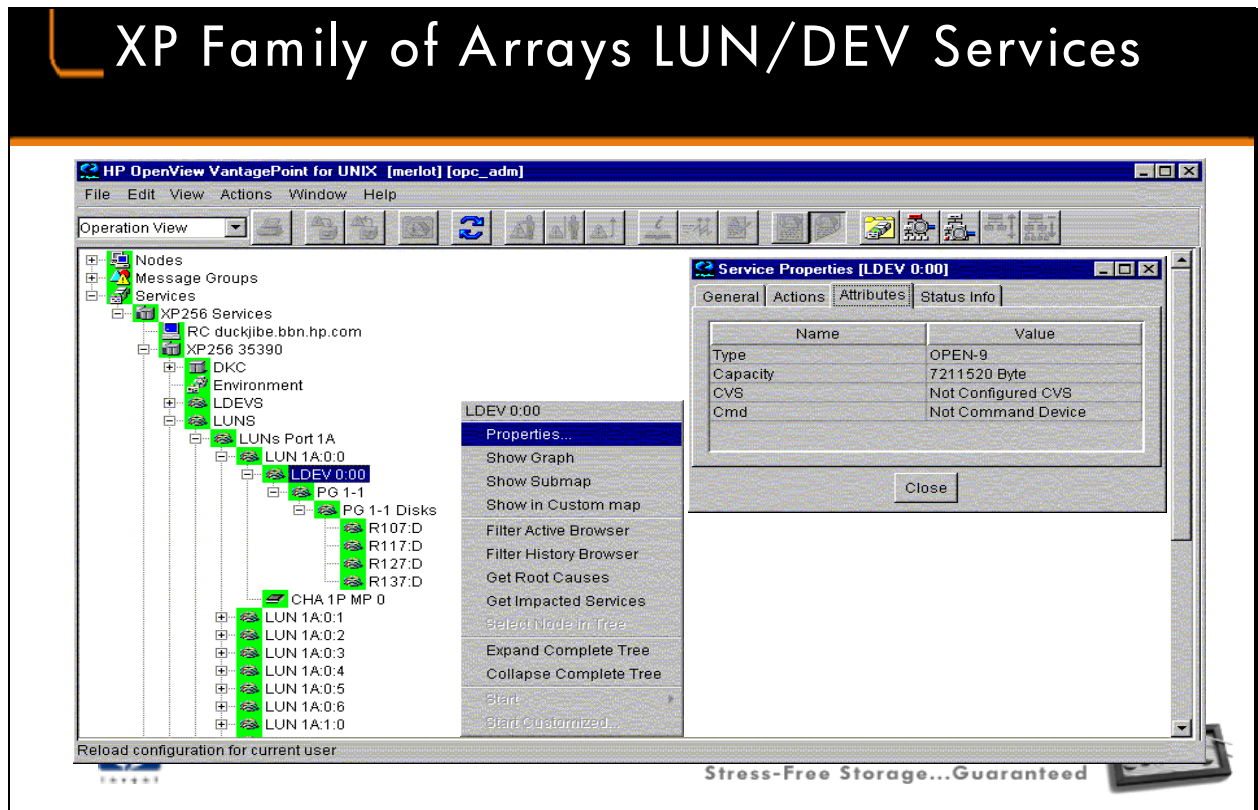 XP Family of Arrays LUN/DEV Services
HP OpenView VantagePoint for UNIX [merlot] [opc_adm]
File Edit View Actions Window Help
Operation View
Nodes
Message Groups
Services
XP256 Services
RC duckjibe.bbn.hp.com
XP256 35390
DKC
Environment
LDEVS
LUNS
LUNs Port 1A
LUN 1A:0:0
LDEV 0:00
PG 1-1
PG 1-1 Disks
R107:D
R117:D
R127:D
R137:D
CHA 1P MP 0
LUN 1A:0:1
LUN 1A:0:2
LUN 1A:0:3
LUN 1A:0:4
LUN 1A:0:5
LUN 1A:0:6
LUN 1A:1:0
LDEV 0:00
Properties...
Show Graph
Show Submap
Show in Custom map
Filter Active Browser
Filter History Browser
Get Root Causes
Get Impacted Services
Select Node in Tree
Expand Complete Tree
Collapse Complete Tree
Start
Start Customized...
Service Properties [LDEV 0:00]
General Actions Attributes Status Info
Name Value
Type OPEN-9
Capacity 7211520 Byte
CVS Not Configured CVS
Cmd Not Command Device
Close
Reload configuration for current user
invent
Stress-Free Storage...Guaranteed